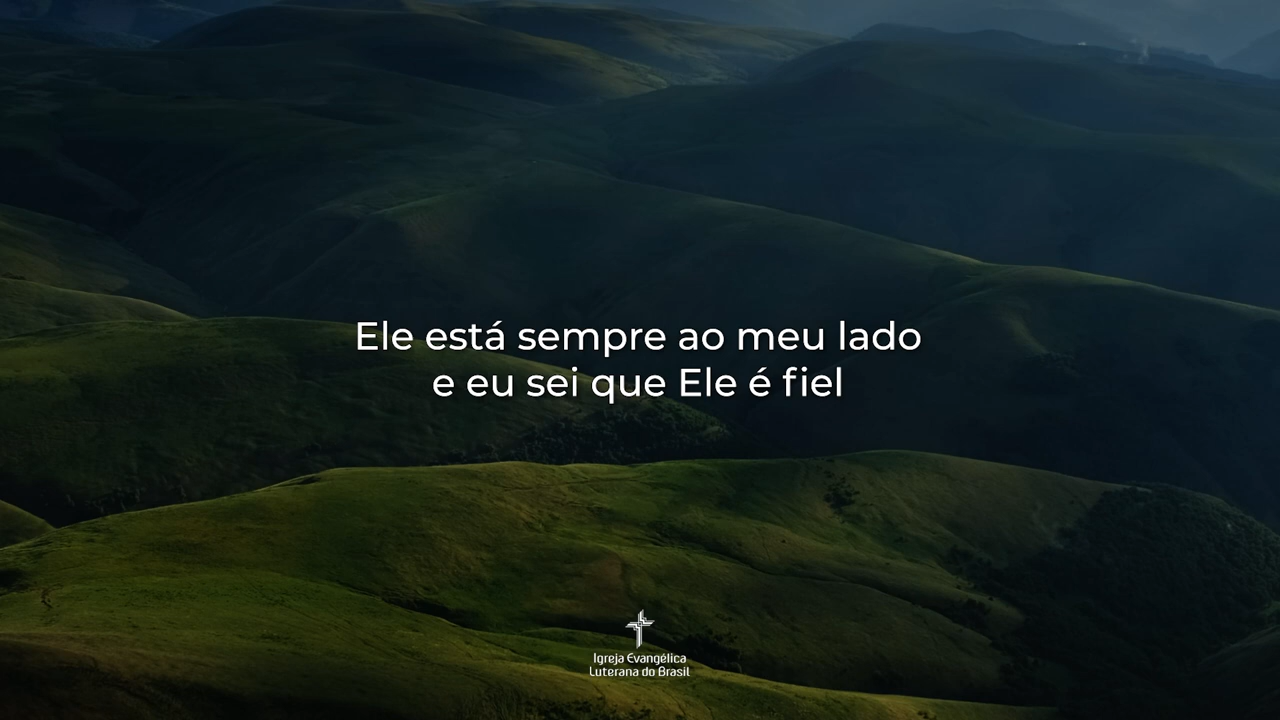 Ele está sempre ao meu lado
e eu sei que Ele é fiel
Igreja Evangélica
Luterana do Brasil